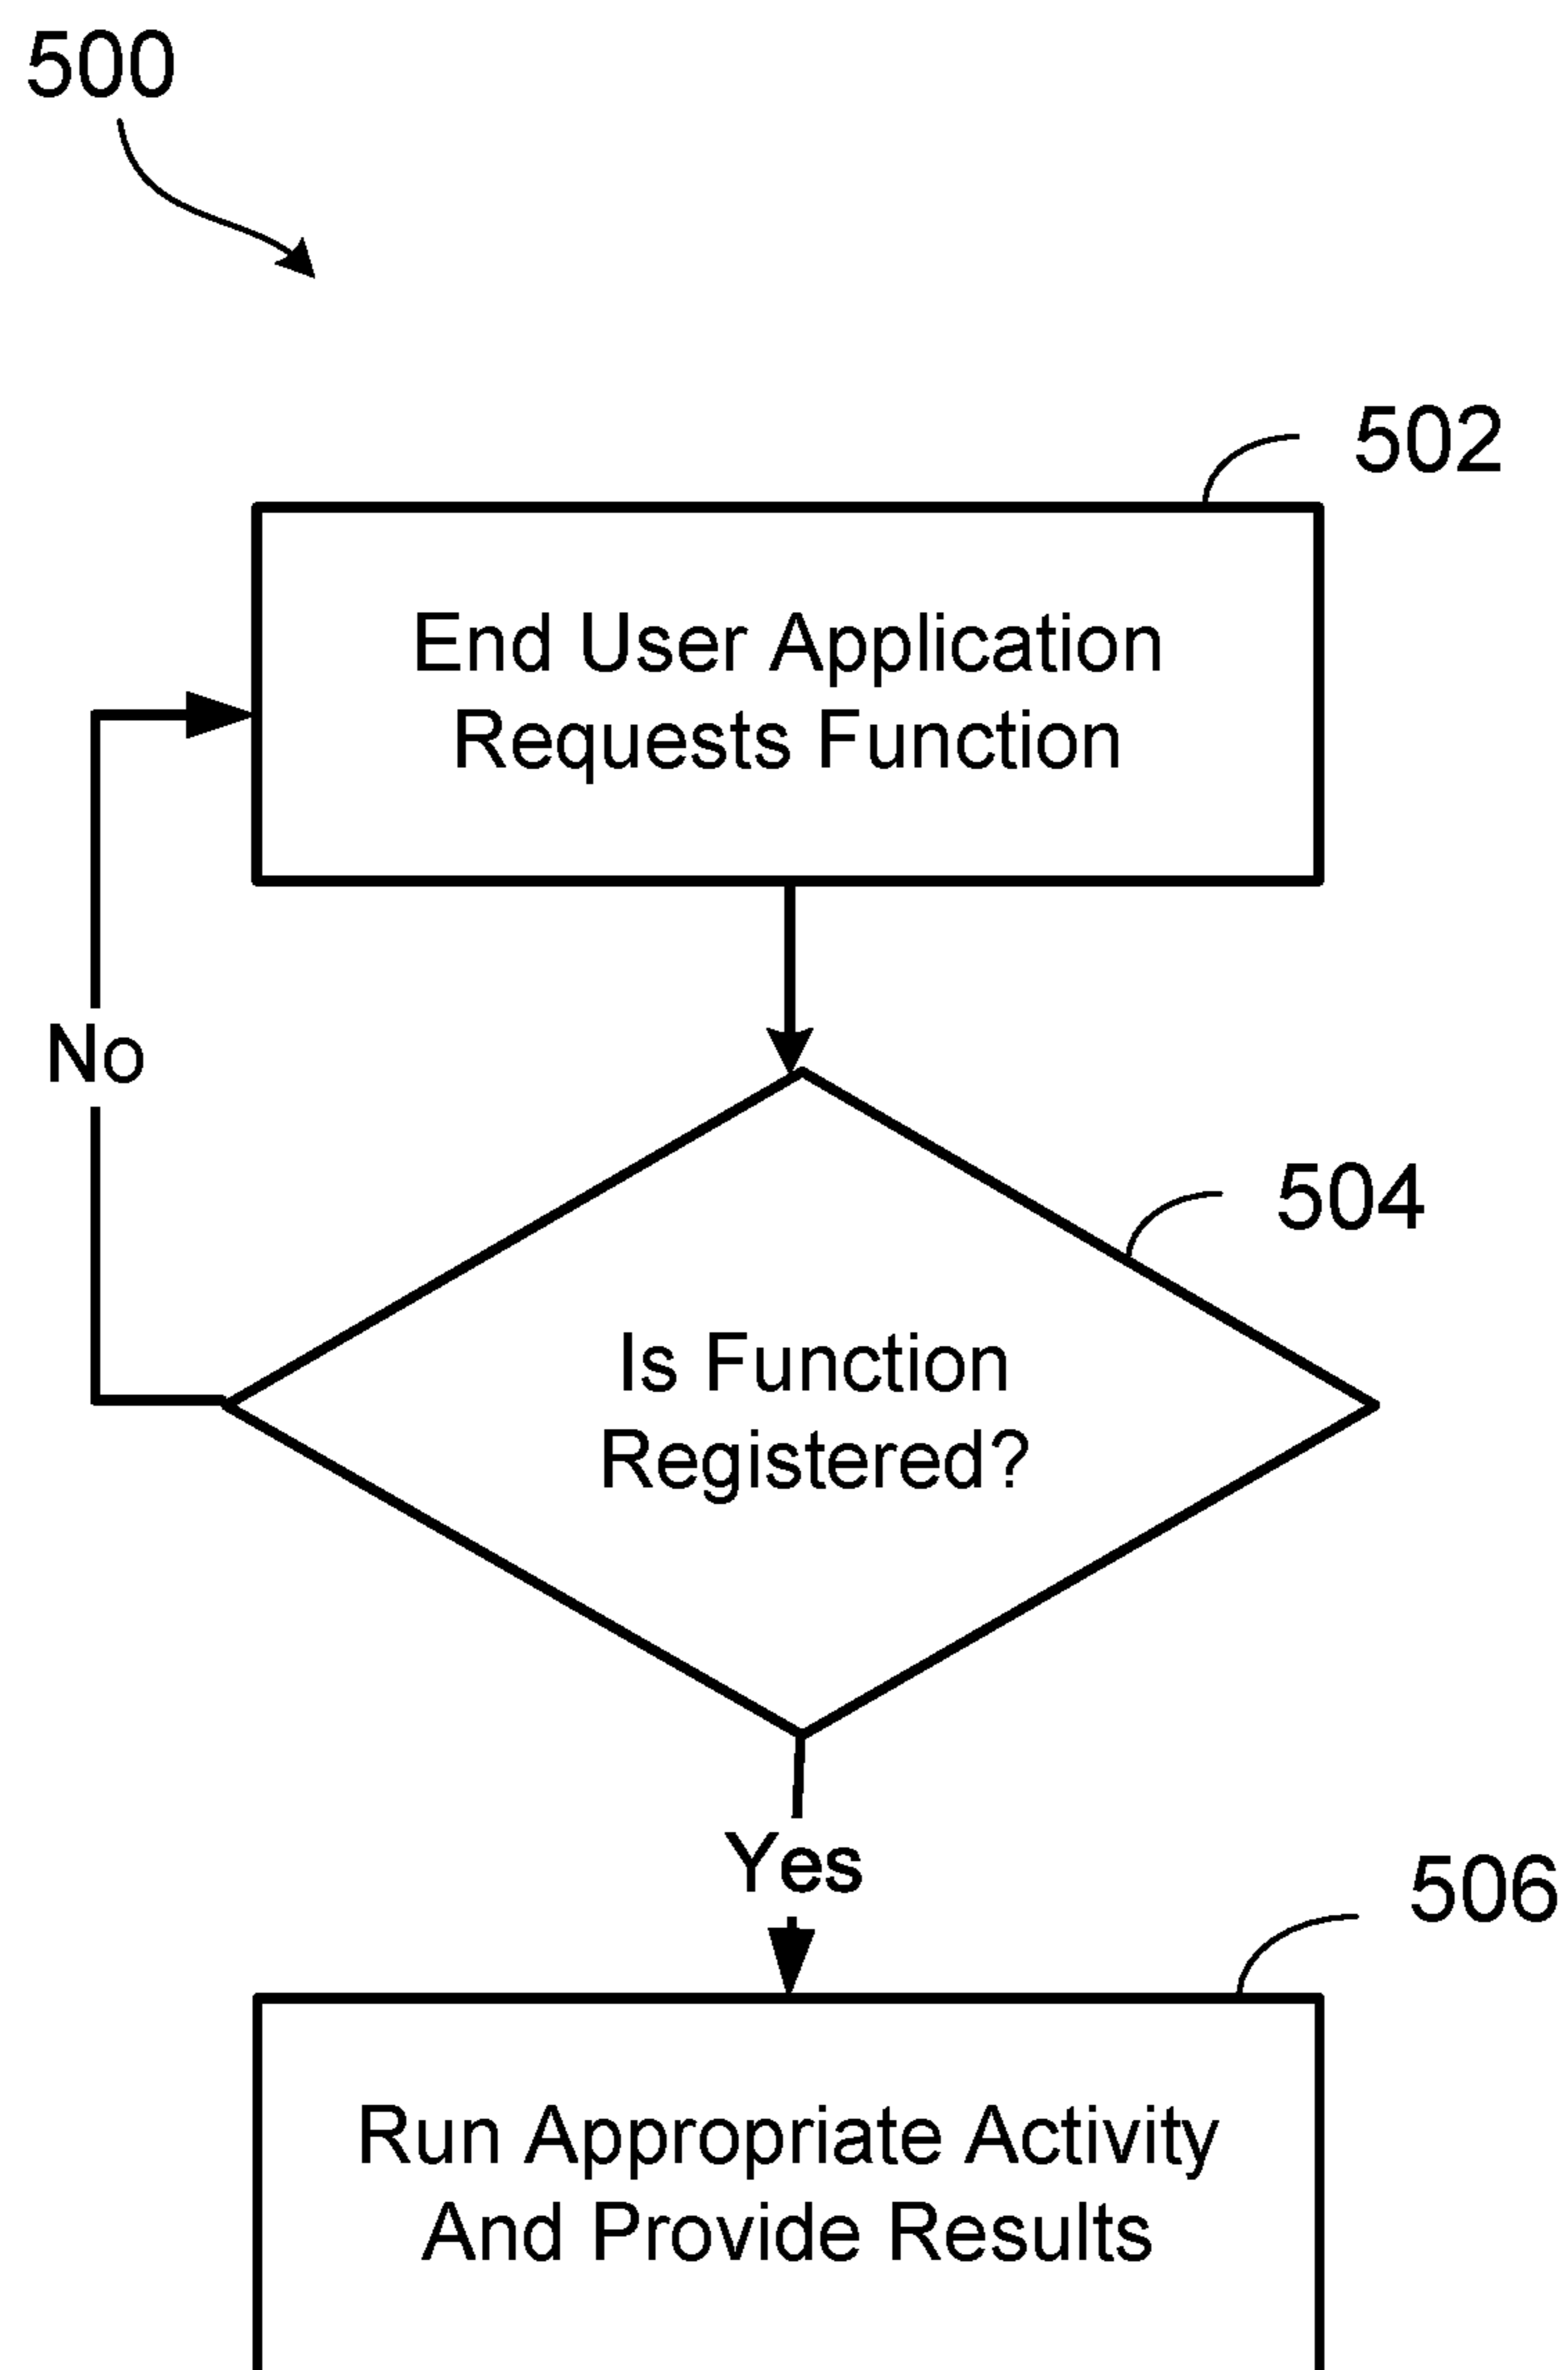 500
502
End User Application
Requests Function
No
504
Is Function
Registered?
Yes
506
Run Appropriate Activity
And Provide Results